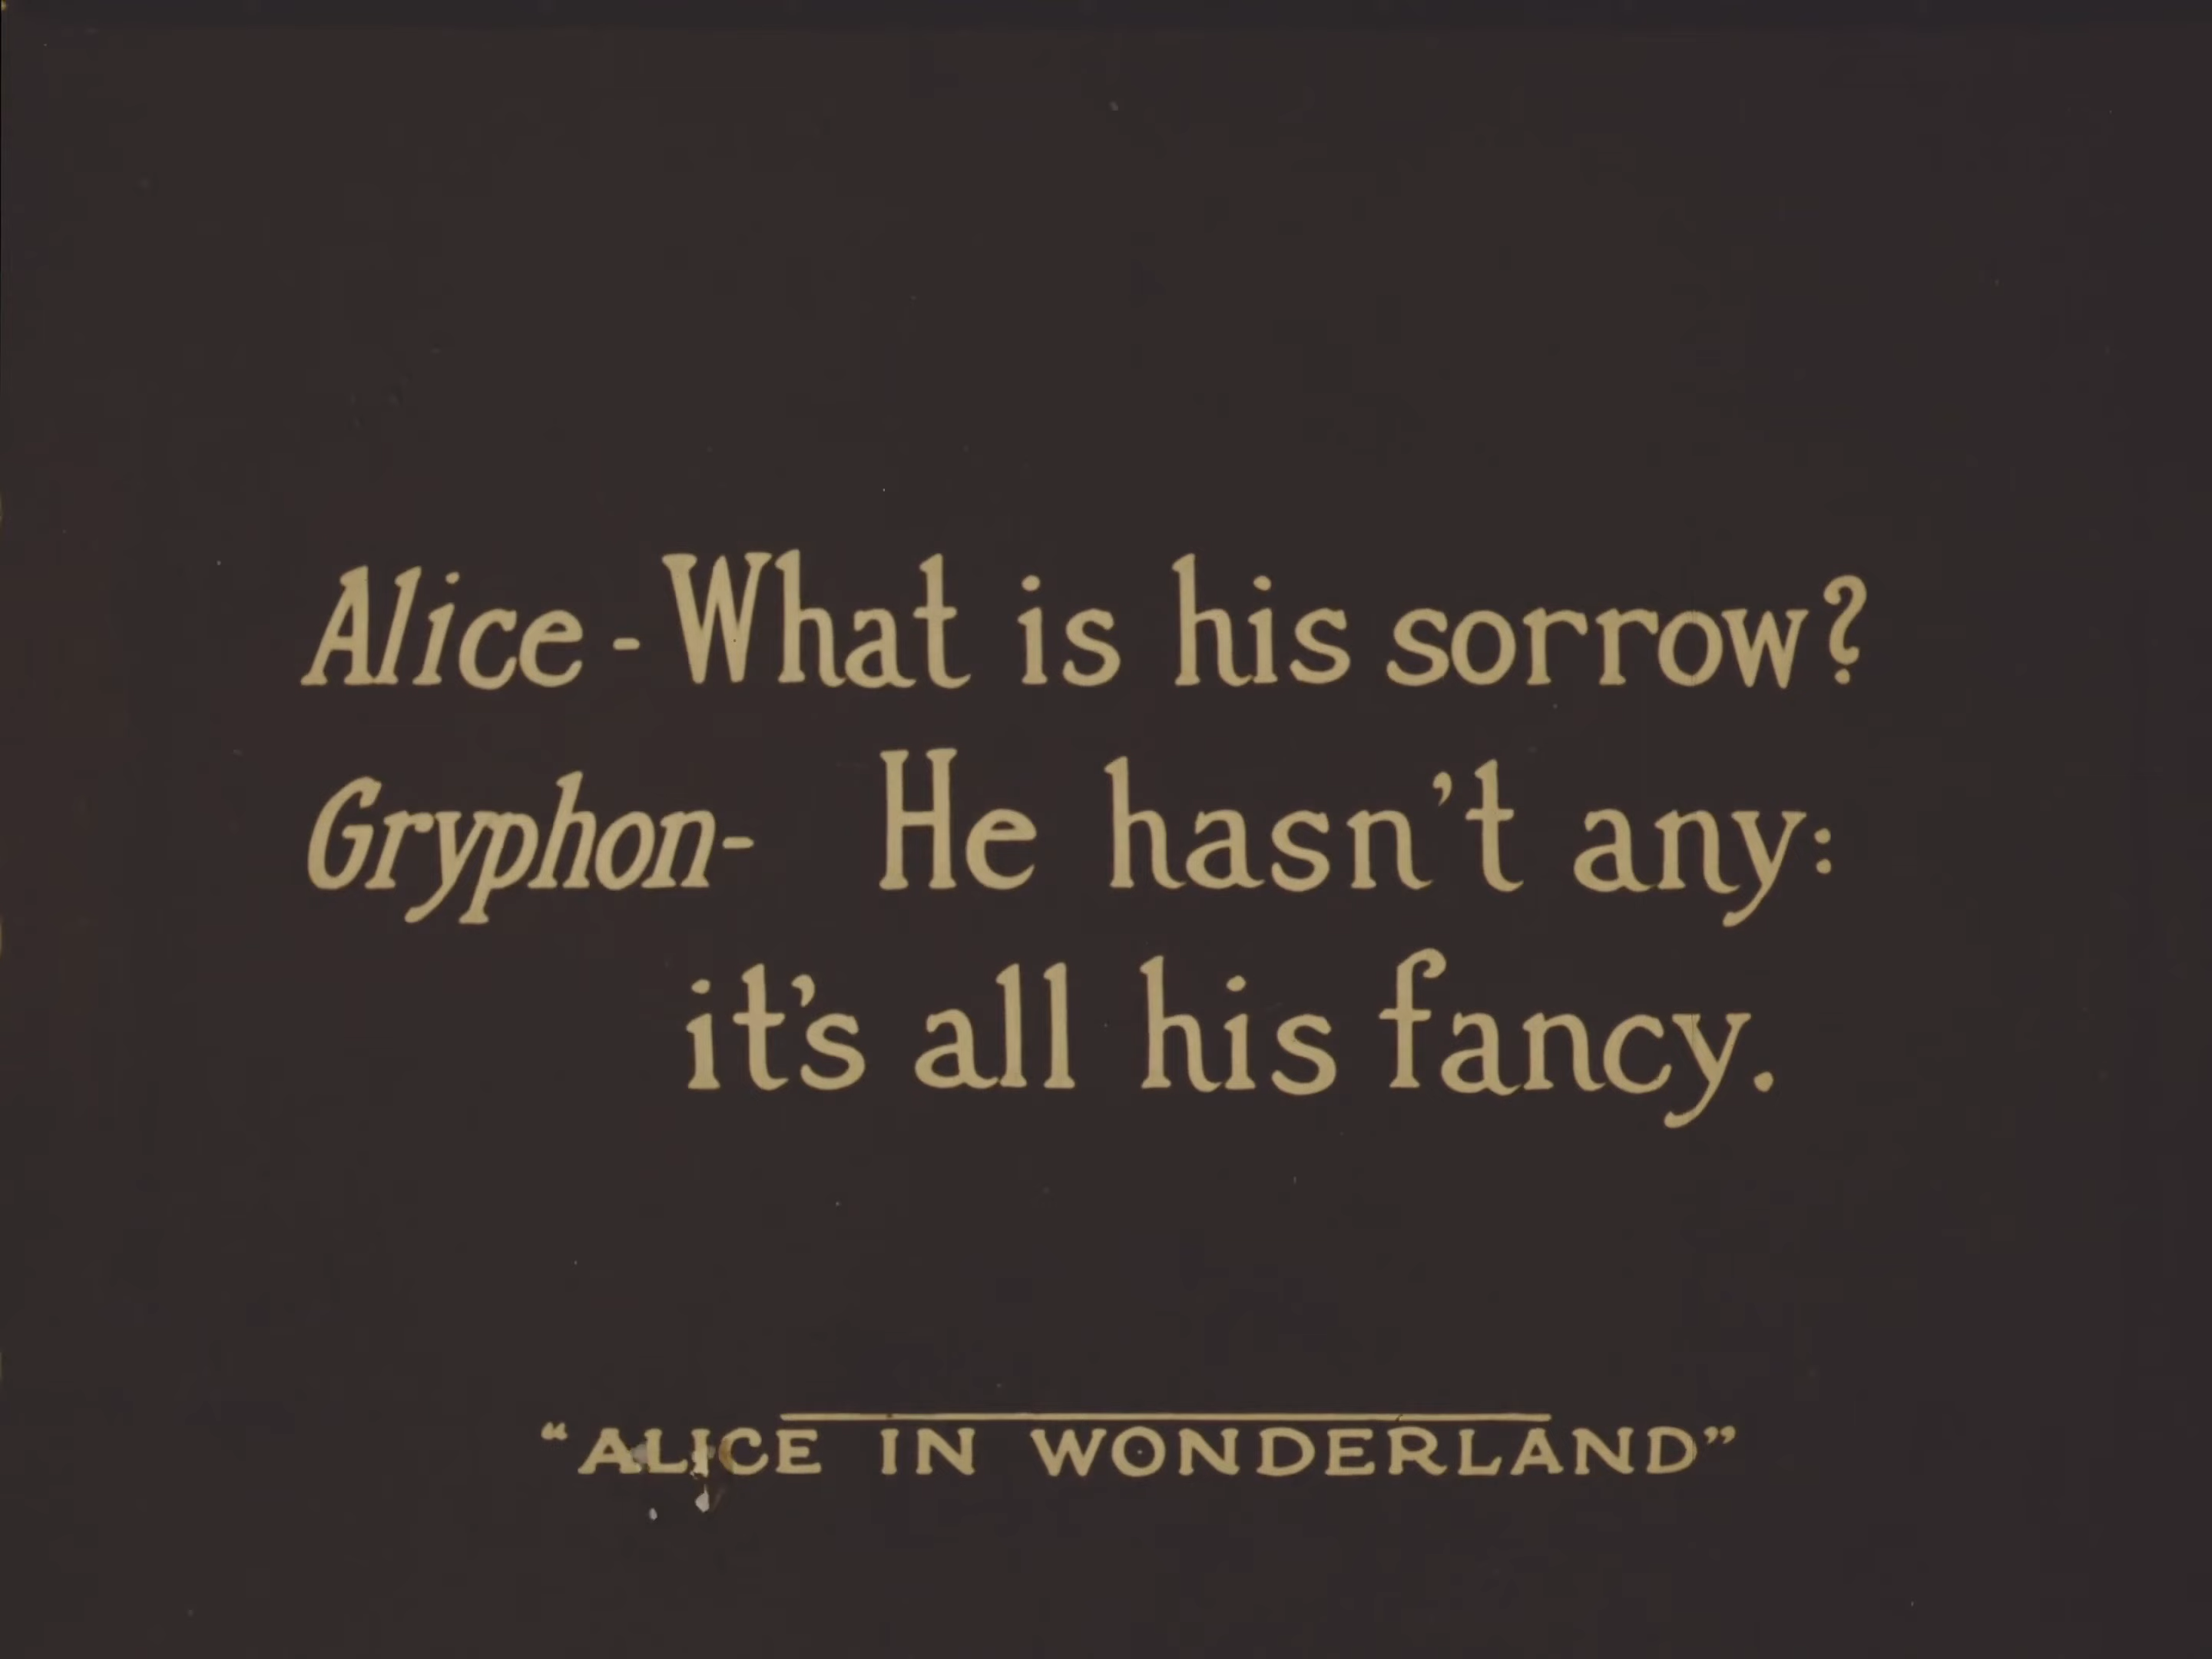 Alice - What is his sorrow?
Gryphon- He hasn't any:
it's all his fancy.
"ALICE IN WONDERLAND"